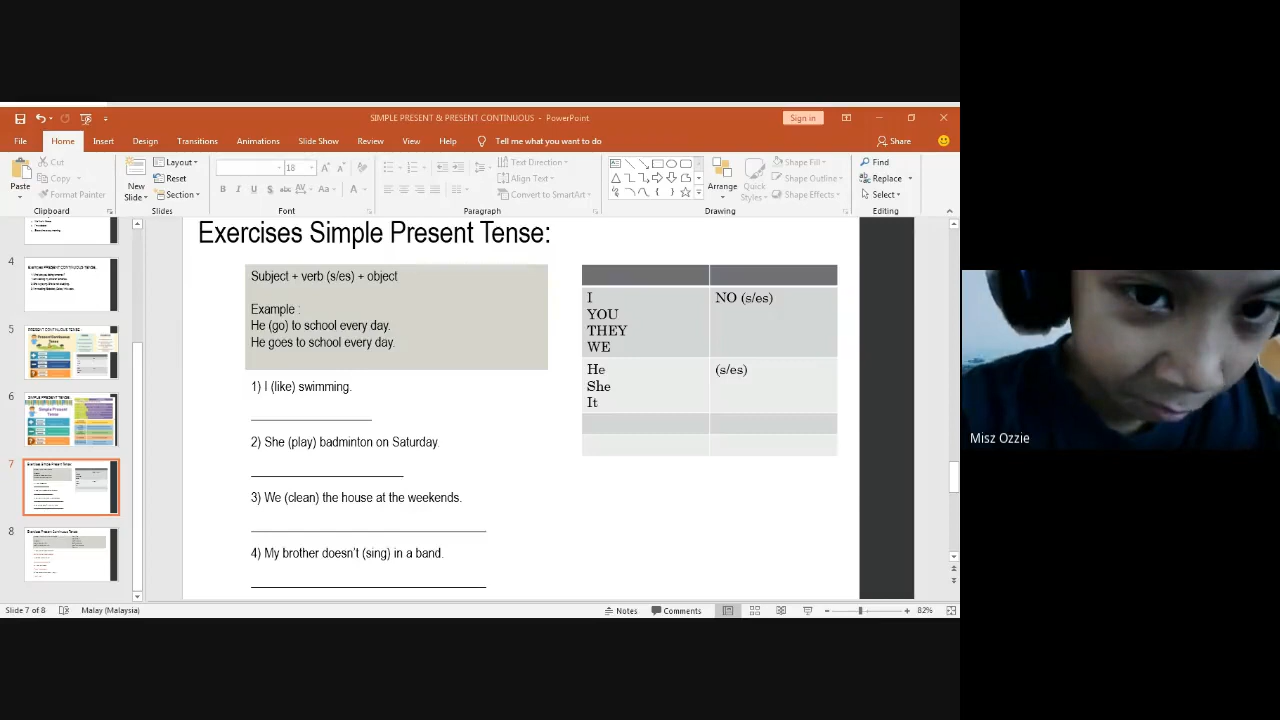 SIMPLE PRESENT & PRESENT CONTINUOUS - PowerPoint
Sign in
File Home Insert Design Transitions Animations Slide Show Review View Help Tell me what you want to do Share
Cut
Copy
Format Painter
Paste
Clipboard
New
Slide
Layout
Reset
Section
Slides
18
Font
Paragraph
Text Direction
Align Text
Convert to SmartArt
Arrange
Quick
Styles
Shape Fill
Shape Outline
Shape Effects
Drawing
Find
Replace
Select
Editing
4
5
6
7
8
Exercises Simple Present Tense:
Subject + verb (s/es) + object
Example :
He (go) to school every day.
He goes to school every day.
1) I (like) swimming.
2) She (play) badminton on Saturday.
3) We (clean) the house at the weekends.
4) My brother doesn't (sing) in a band.
I NO (s/es)
YOU
THEY
WE
He (s/es)
She
It
Misz Ozzie
Slide 7 of 8 Malay (Malaysia) Notes Comments 82%